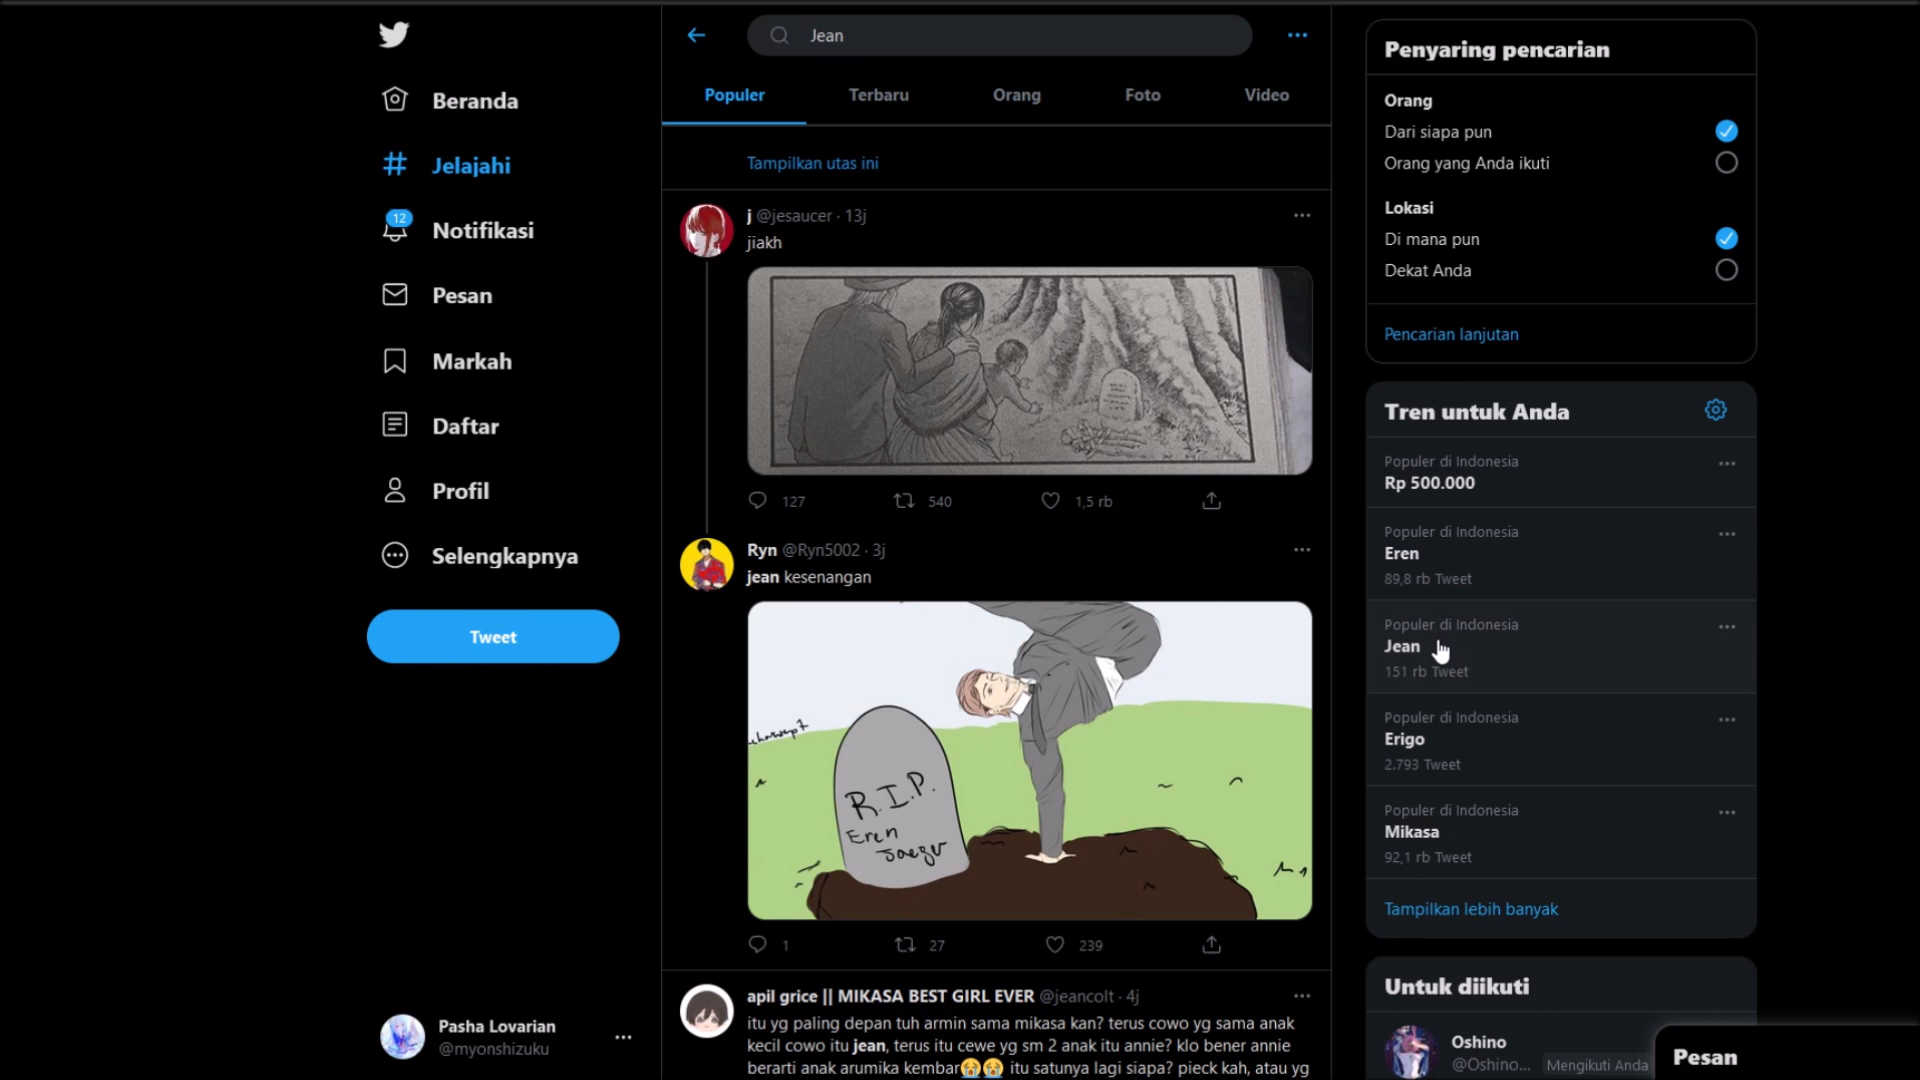 Beranda
Jelajahi
12
Notifikasi
Pesan
Markah
Daftar
Profil
Selengkapnya
Tweet
Pasha Lovarian
@myonshizuku
Jean
Populer
Terbaru
Orang
Foto
Video
Tampilkan utas ini
j @jesaucer · 13j
jiakh
127
540
1,5 rb
Ryn @Ryn5002 · 3j
jean kesenangan
R.I.P.
Eren
Jaeger
1
27
239
apil grice || MIKASA BEST GIRL EVER @jeancolt · 4j
itu yg paling depan tuh armin sama mikasa kan? terus cowo yg sama anak
kecil cowo itu jean, terus itu cewe yg sm 2 anak itu annie? klo bener annie
berarti anak arumika kembar😭😭 itu satunya lagi siapa? pieck kah, atau yg
Penyaring pencarian
Orang
Dari siapa pun
Orang yang Anda ikuti
Lokasi
Di mana pun
Dekat Anda
Pencarian lanjutan
Tren untuk Anda
Populer di Indonesia
Rp 500.000
Populer di Indonesia
Eren
89,8 rb Tweet
Populer di Indonesia
Jean
151 rb Tweet
Populer di Indonesia
Erigo
2.793 Tweet
Populer di Indonesia
Mikasa
92,1 rb Tweet
Tampilkan lebih banyak
Untuk diikuti
Oshino
@Oshino... Mengikuti Anda
Pesan